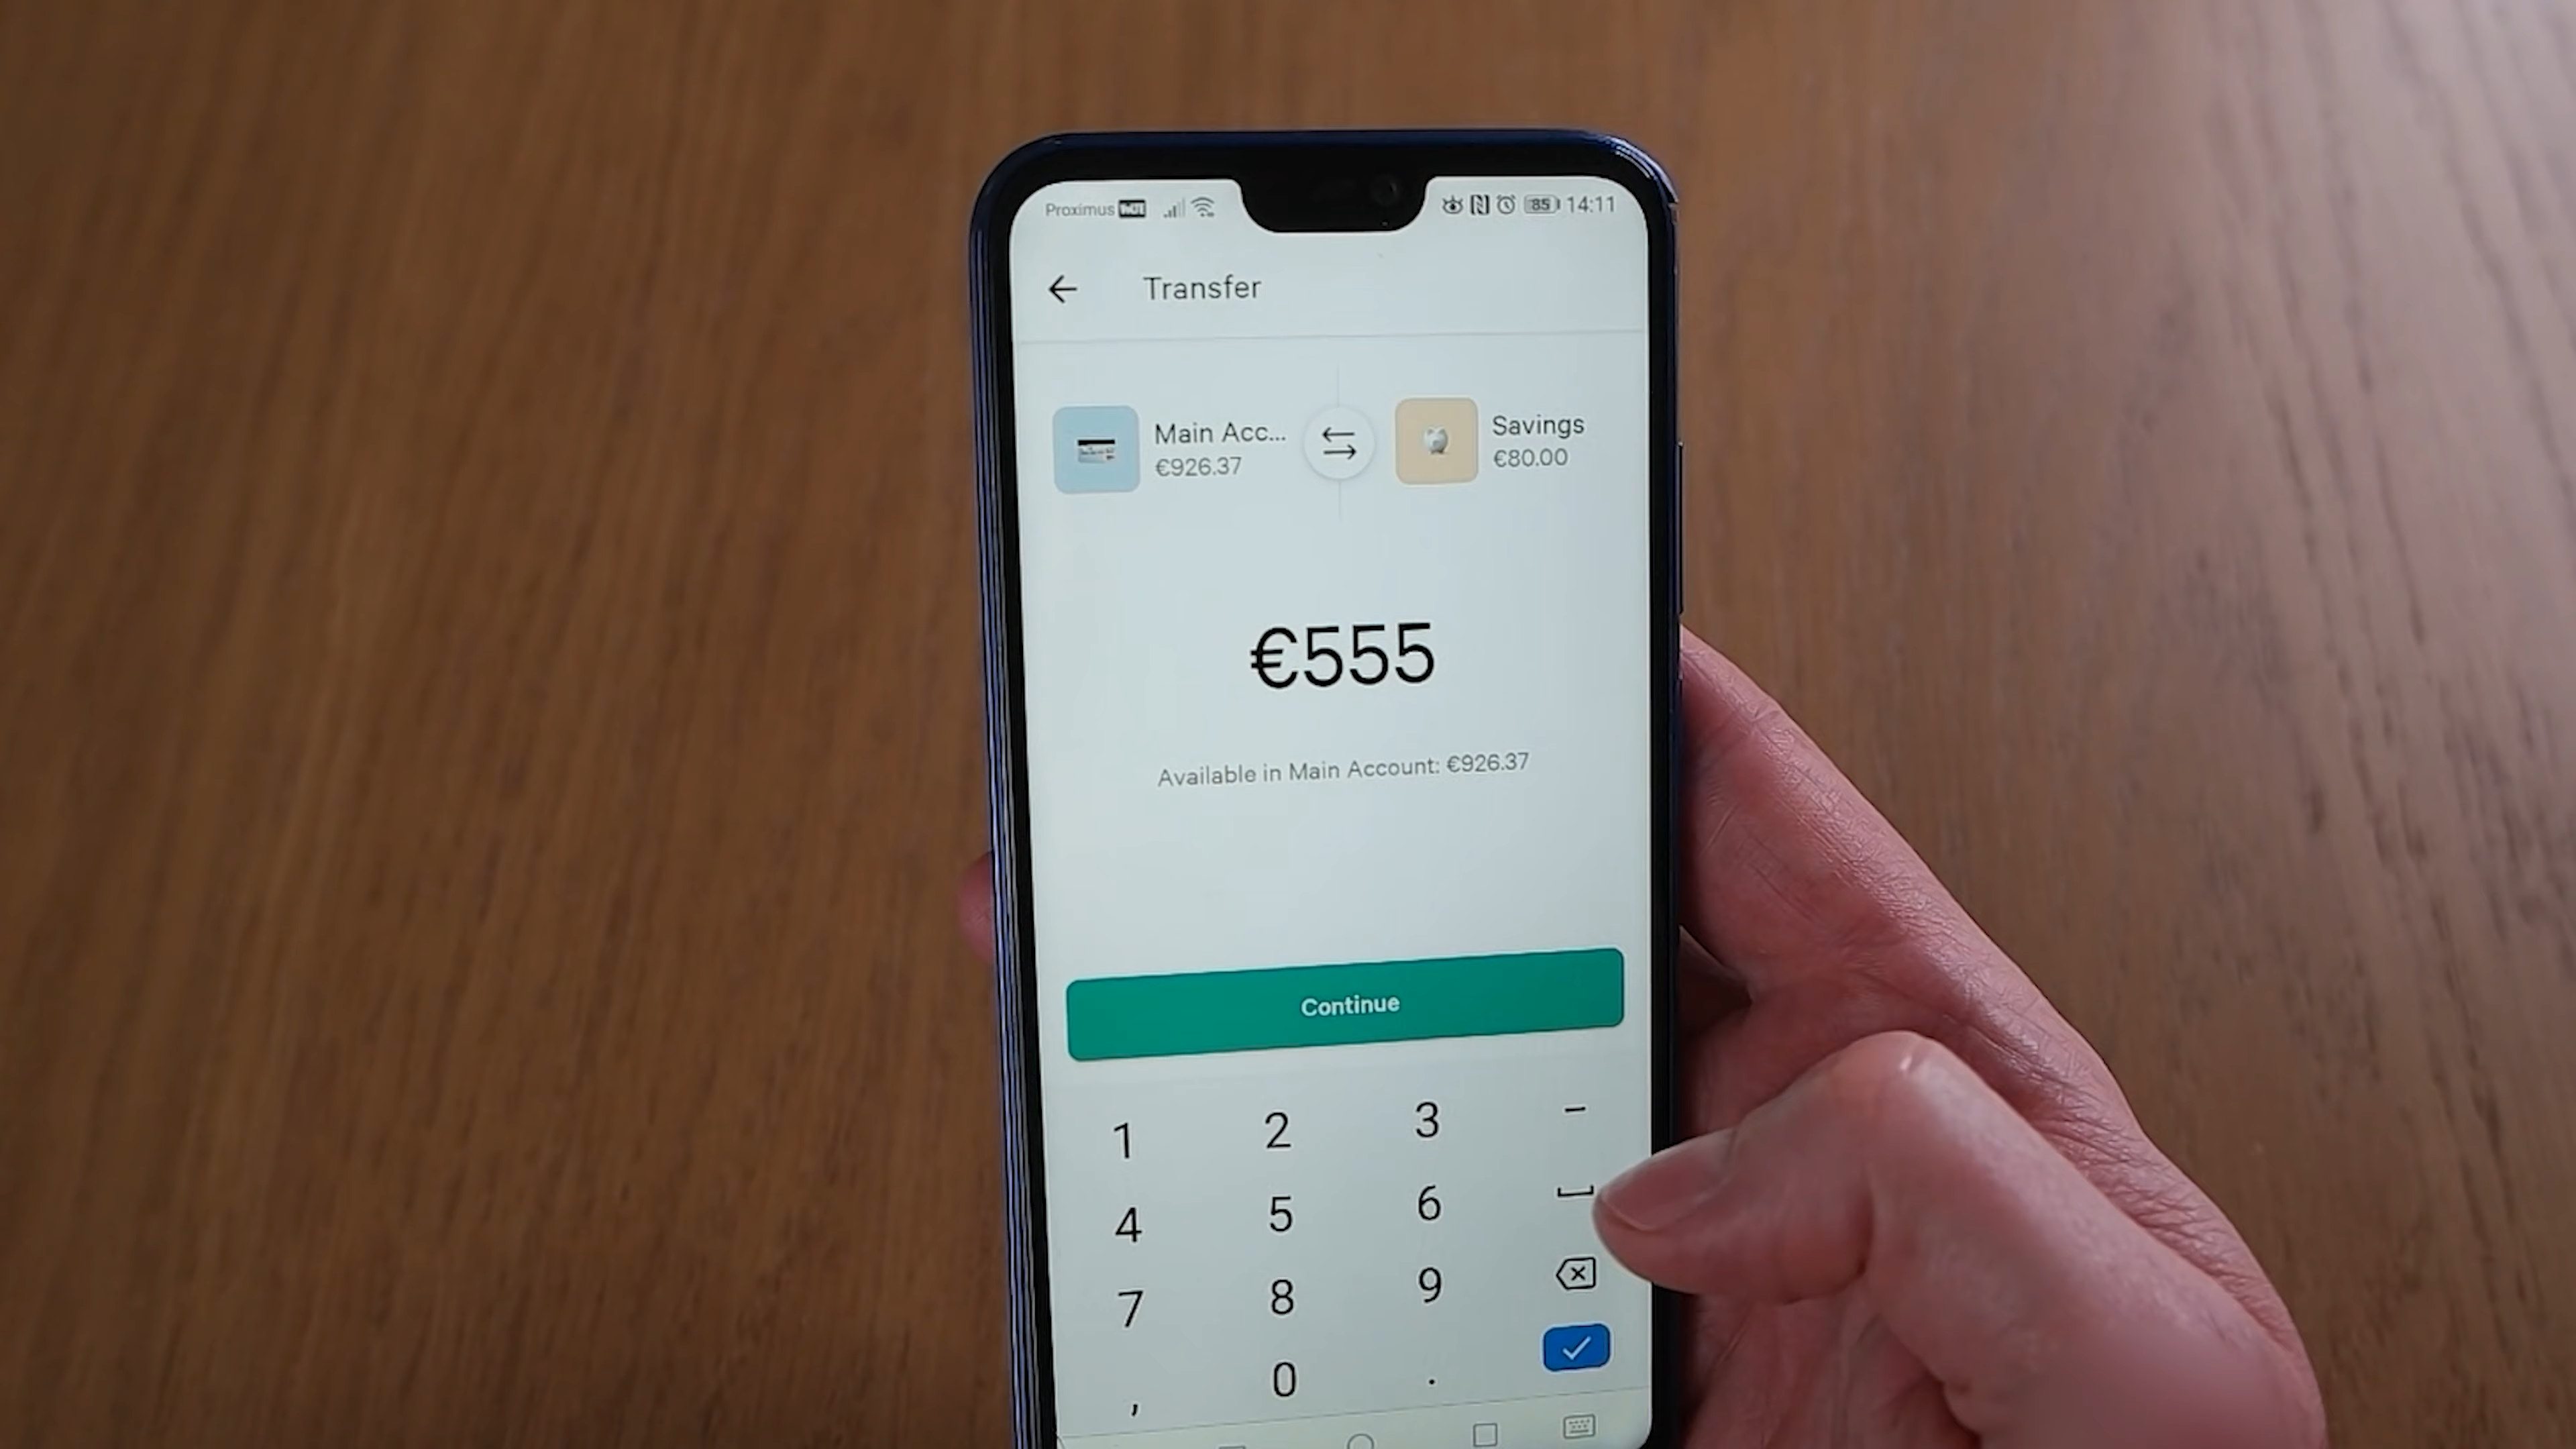 Proximus
85 14:11
Transfer
Main Acc...
€926.37
Savings
€80.00
€555
Available in Main Account: €926.37
Continue
1 2 3 –
4 5 6
7 8 9
, 0 .